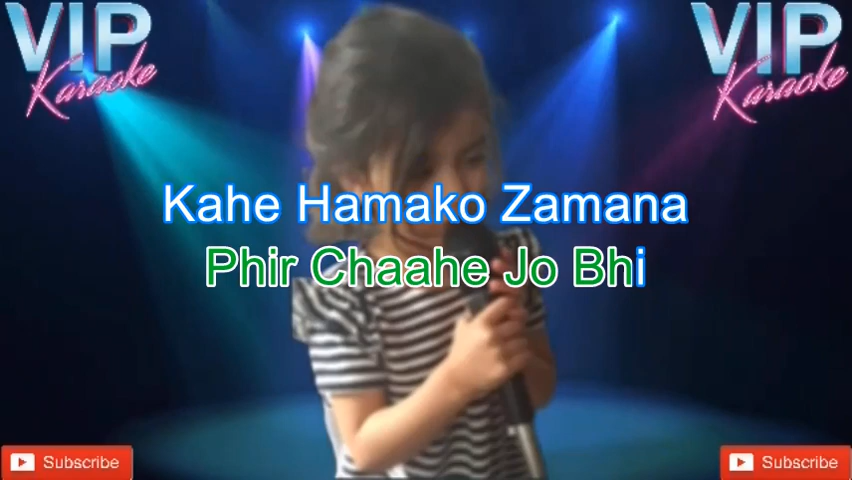 VIP VIP
Karaoke Karaoke
Kahe Hamako Zamana
Phir Chaahe Jo Bhi
Subscribe Subscribe